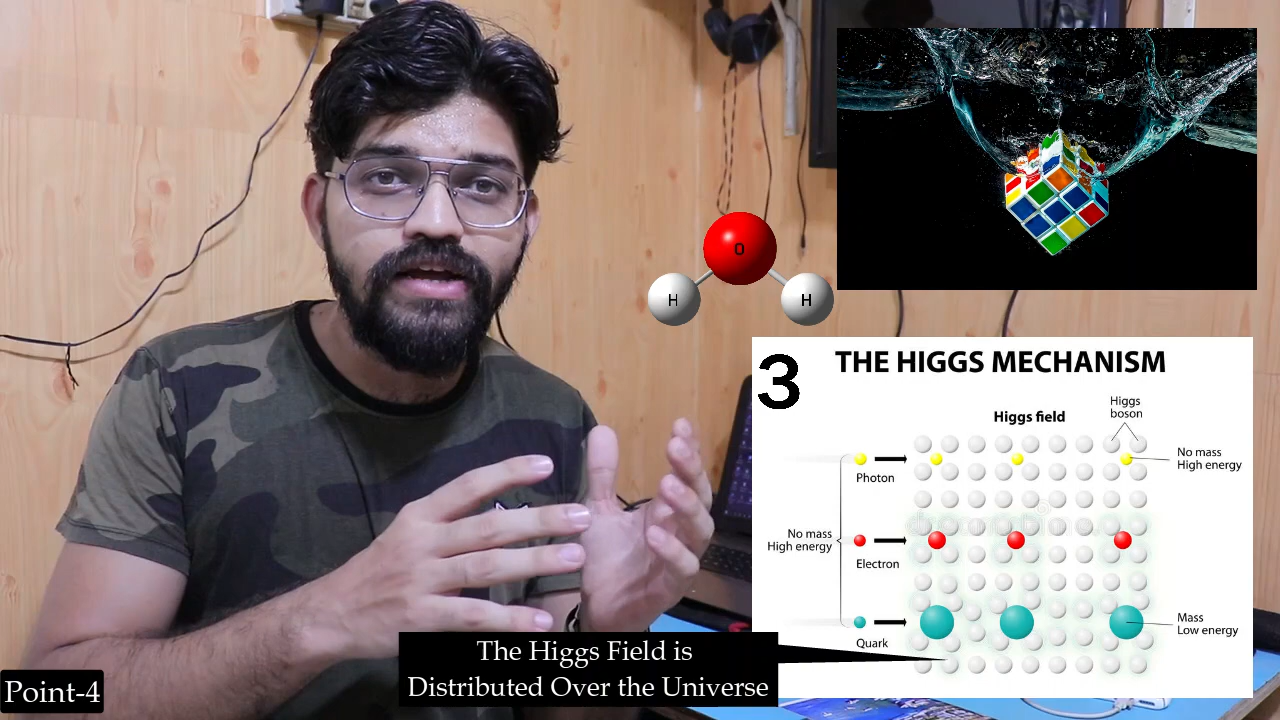 O
H
H
3
THE HIGGS MECHANISM
Higgs field
Higgs
boson
Photon
No mass
High energy
No mass
High energy
Electron
Quark
Mass
Low energy
The Higgs Field is
Distributed Over the Universe
Point-4